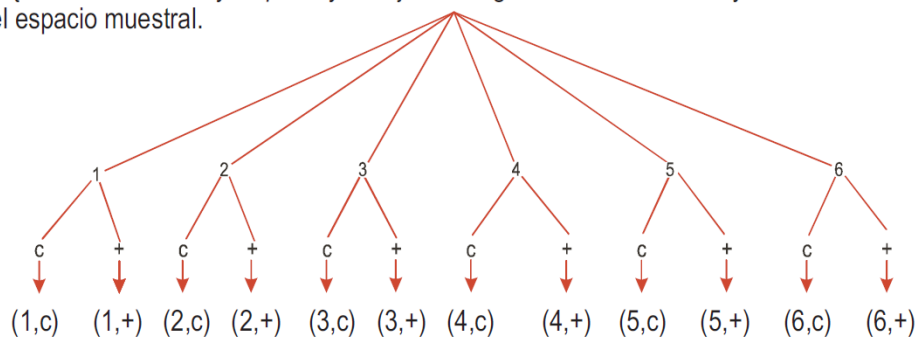 el espacio muestral.
1 2 3 4 5 6
c + c + c + c + c + c +
(1,c) (1,+) (2,c) (2,+) (3,c) (3,+) (4,c) (4,+) (5,c) (5,+) (6,c) (6,+)